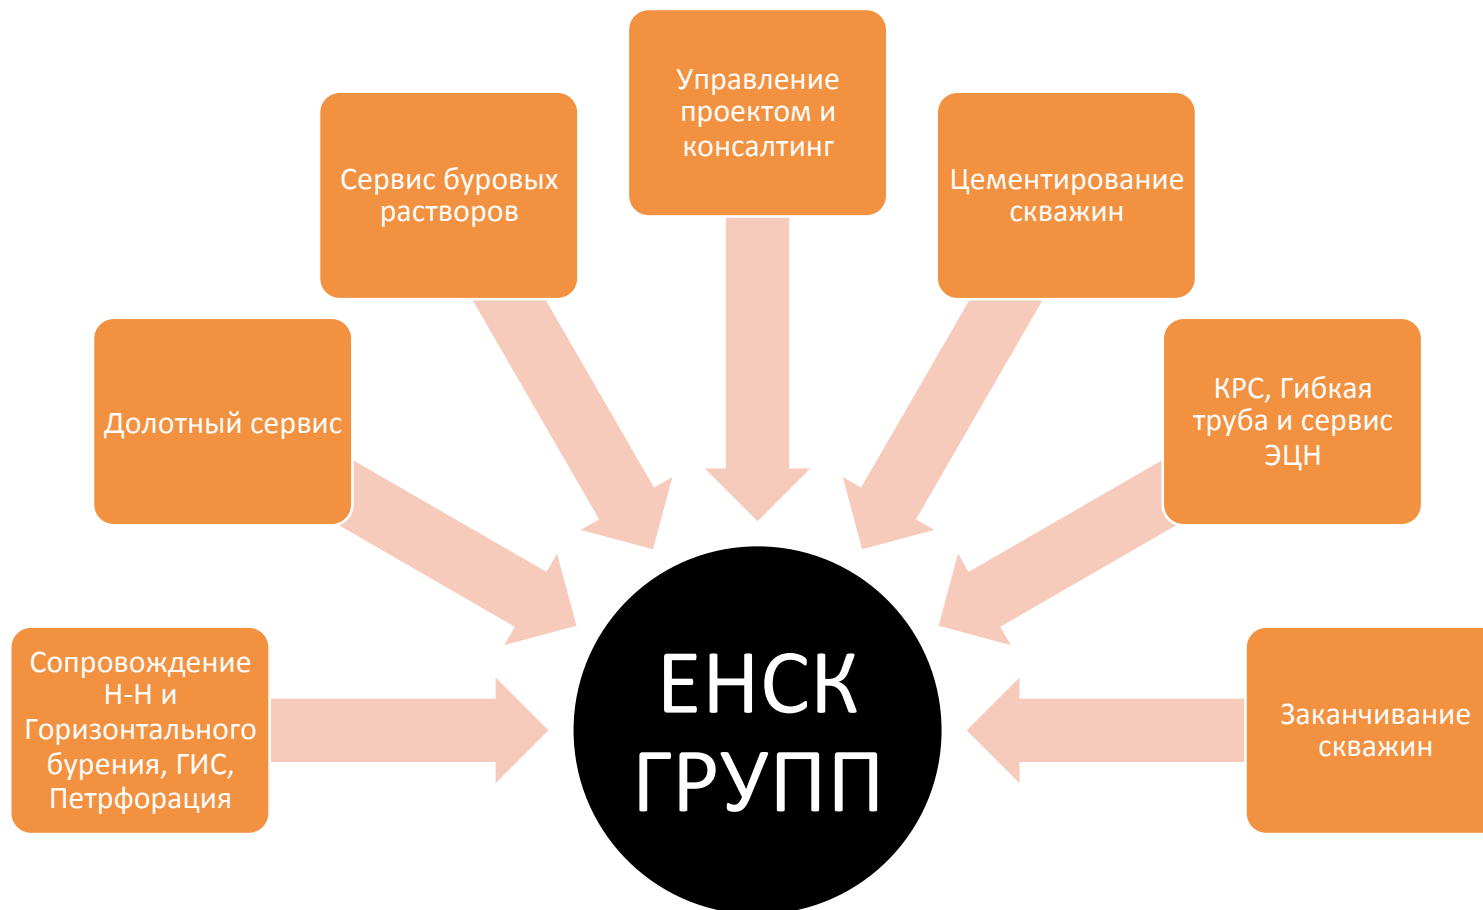 Управление
проектом и
консалтинг
Сервис буровых
растворов
Цементирование
скважин
Долотный сервис
КРС, Гибкая
труба и сервис
ЭЦН
Сопровождение
Н-Н и
Горизонтального
бурения, ГИС,
Петрфорация
ЕНСК
ГРУПП
Заканчивание
скважин